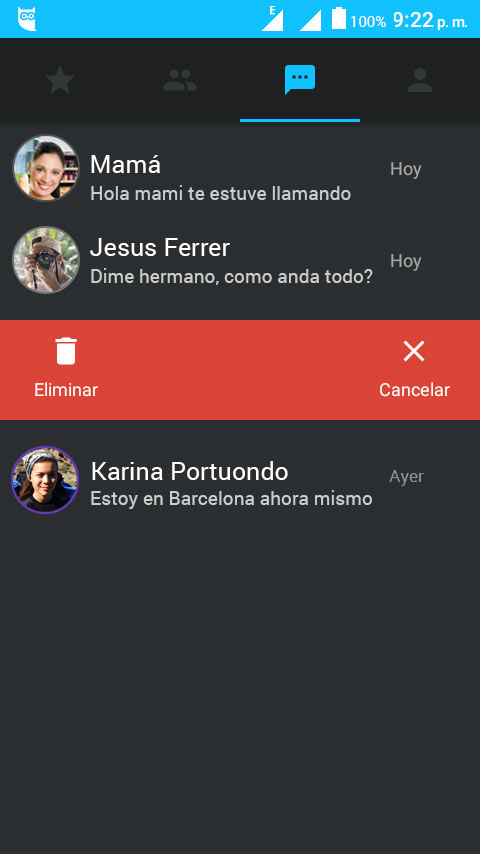 E 100% 9:22 p. m.
Mamá Hoy
Hola mami te estuve llamando
Jesus Ferrer Hoy
Dime hermano, como anda todo?
Eliminar Cancelar
Karina Portuondo Ayer
Estoy en Barcelona ahora mismo